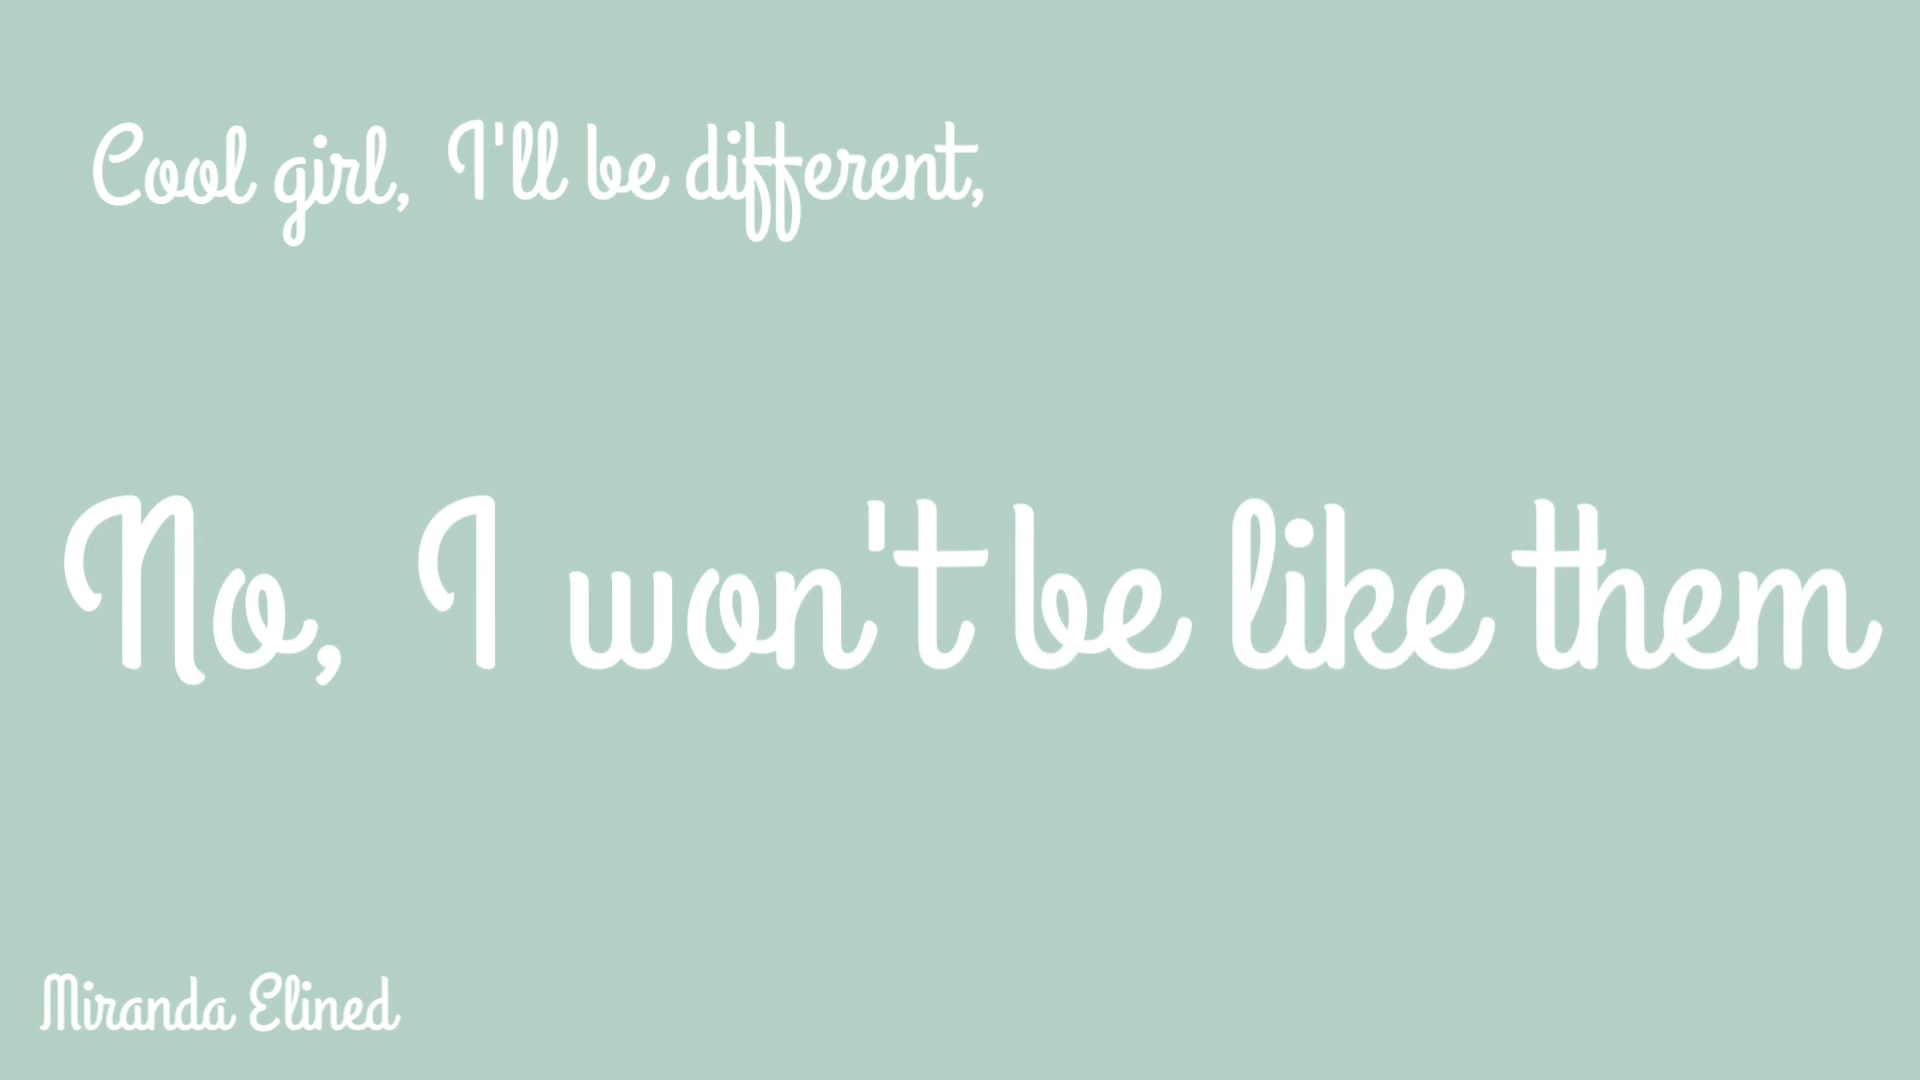 Cool girl, I'll be different,
No, I won't be like them
Miranda Elined